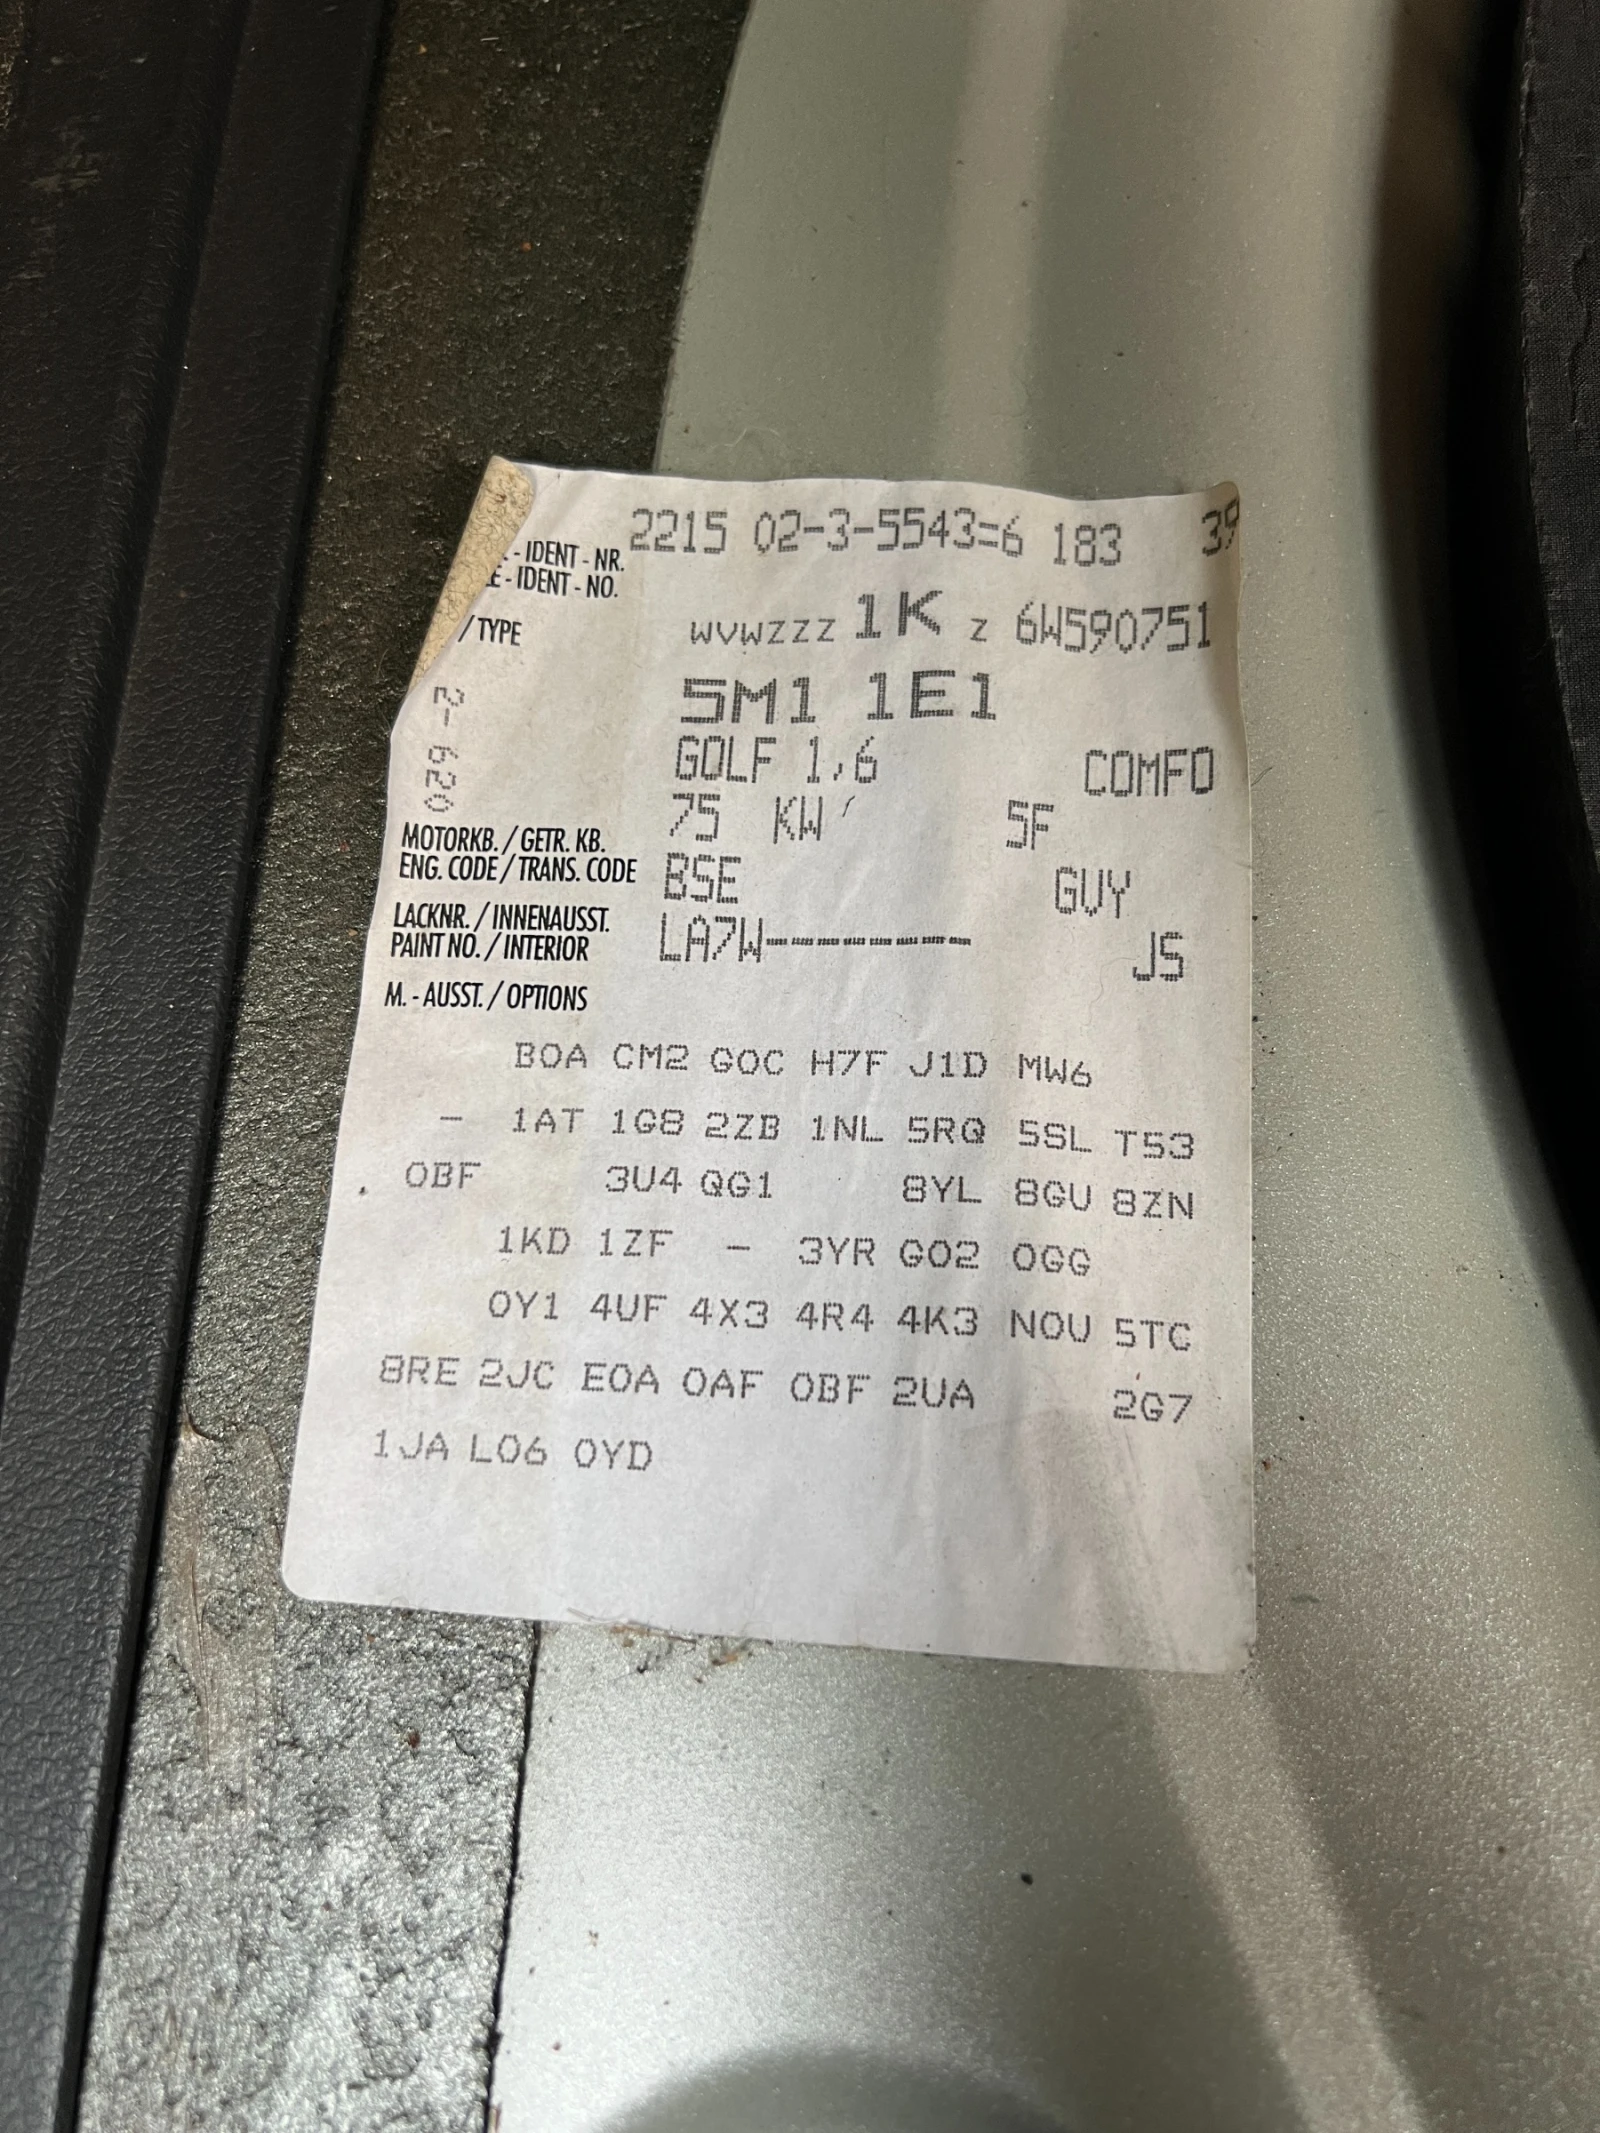 2215 02-3-5543=6 183 39
. - IDENT - NR.
E - IDENT - NO.
/ TYPE
WVWZZZ 1K Z 6W590751
5M1 1E1
GOLF 1,6 COMFO
75 KW 5F
2- 620
MOTORKB. / GETR. KB.
ENG. CODE / TRANS. CODE
BSE GUY
LACKNR. / INNENAUSST.
PAINT NO. / INTERIOR
LA7W-------- JS
M. - AUSST. / OPTIONS
B0A CM2 G0C H7F J1D MW6
- 1AT 1G8 2ZB 1NL 5RQ 5SL T53
0BF 3U4 QG1 8YL 8GU 8ZN
1KD 1ZF - 3YR G02 0GG
0Y1 4UF 4X3 4R4 4K3 N0U 5TC
8RE 2JC E0A 0AF 0BF 2UA 2G7
1JA L06 0YD